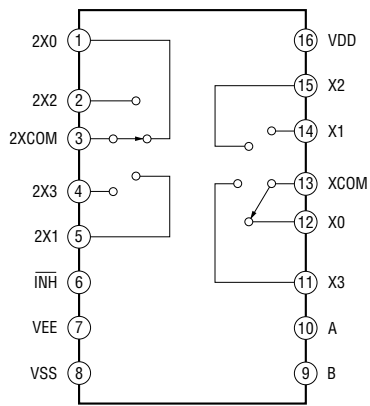 2X0 1
2X2 2
2XCOM 3
2X3 4
2X1 5
INH 6
VEE 7
VSS 8
16 VDD
15 X2
14 X1
13 XCOM
12 X0
11 X3
10 A
9 B